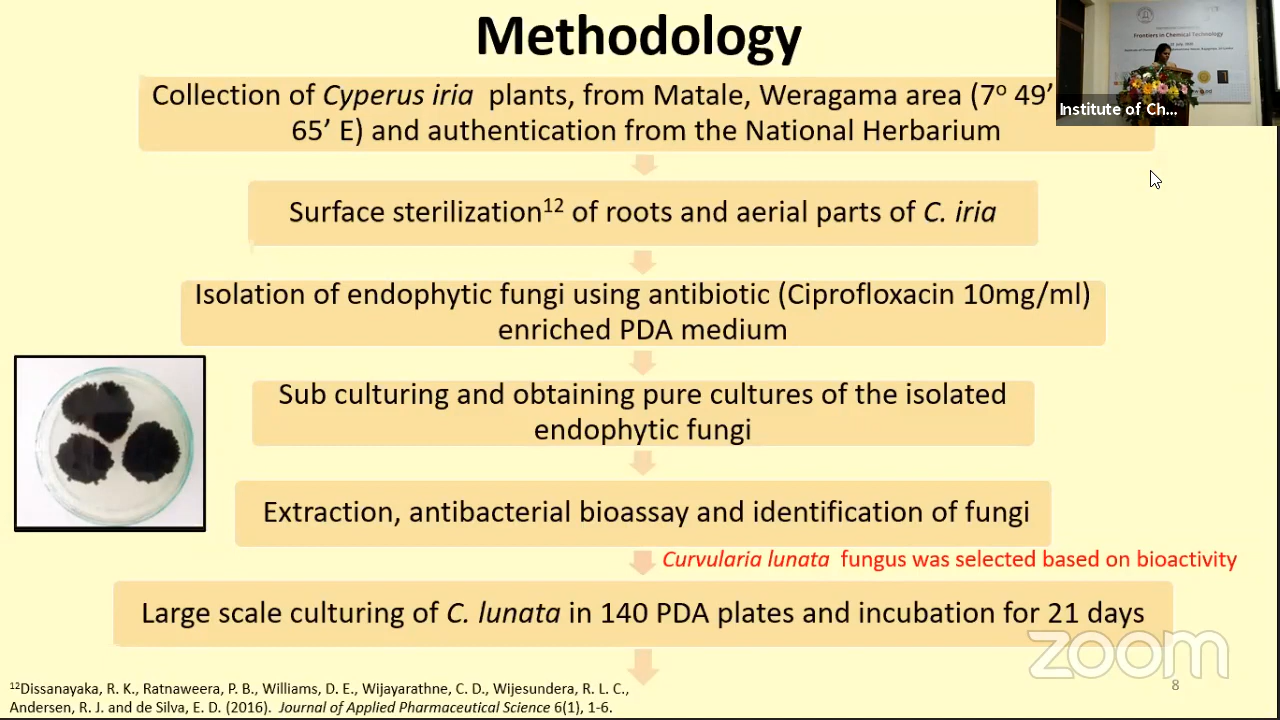 Methodology
Frontiers in Chemical Technology
Institute of Ch...
Collection of Cyperus iria plants, from Matale, Weragama area (7° 49'
65' E) and authentication from the National Herbarium
Surface sterilization¹² of roots and aerial parts of C. iria
Isolation of endophytic fungi using antibiotic (Ciprofloxacin 10mg/ml)
enriched PDA medium
Sub culturing and obtaining pure cultures of the isolated
endophytic fungi
Extraction, antibacterial bioassay and identification of fungi
Curvularia lunata fungus was selected based on bioactivity
Large scale culturing of C. lunata in 140 PDA plates and incubation for 21 days
zoom
8
¹²Dissanayaka, R. K., Ratnaweera, P. B., Williams, D. E., Wijayarathne, C. D., Wijesundera, R. L. C.,
Andersen, R. J. and de Silva, E. D. (2016). Journal of Applied Pharmaceutical Science 6(1), 1-6.